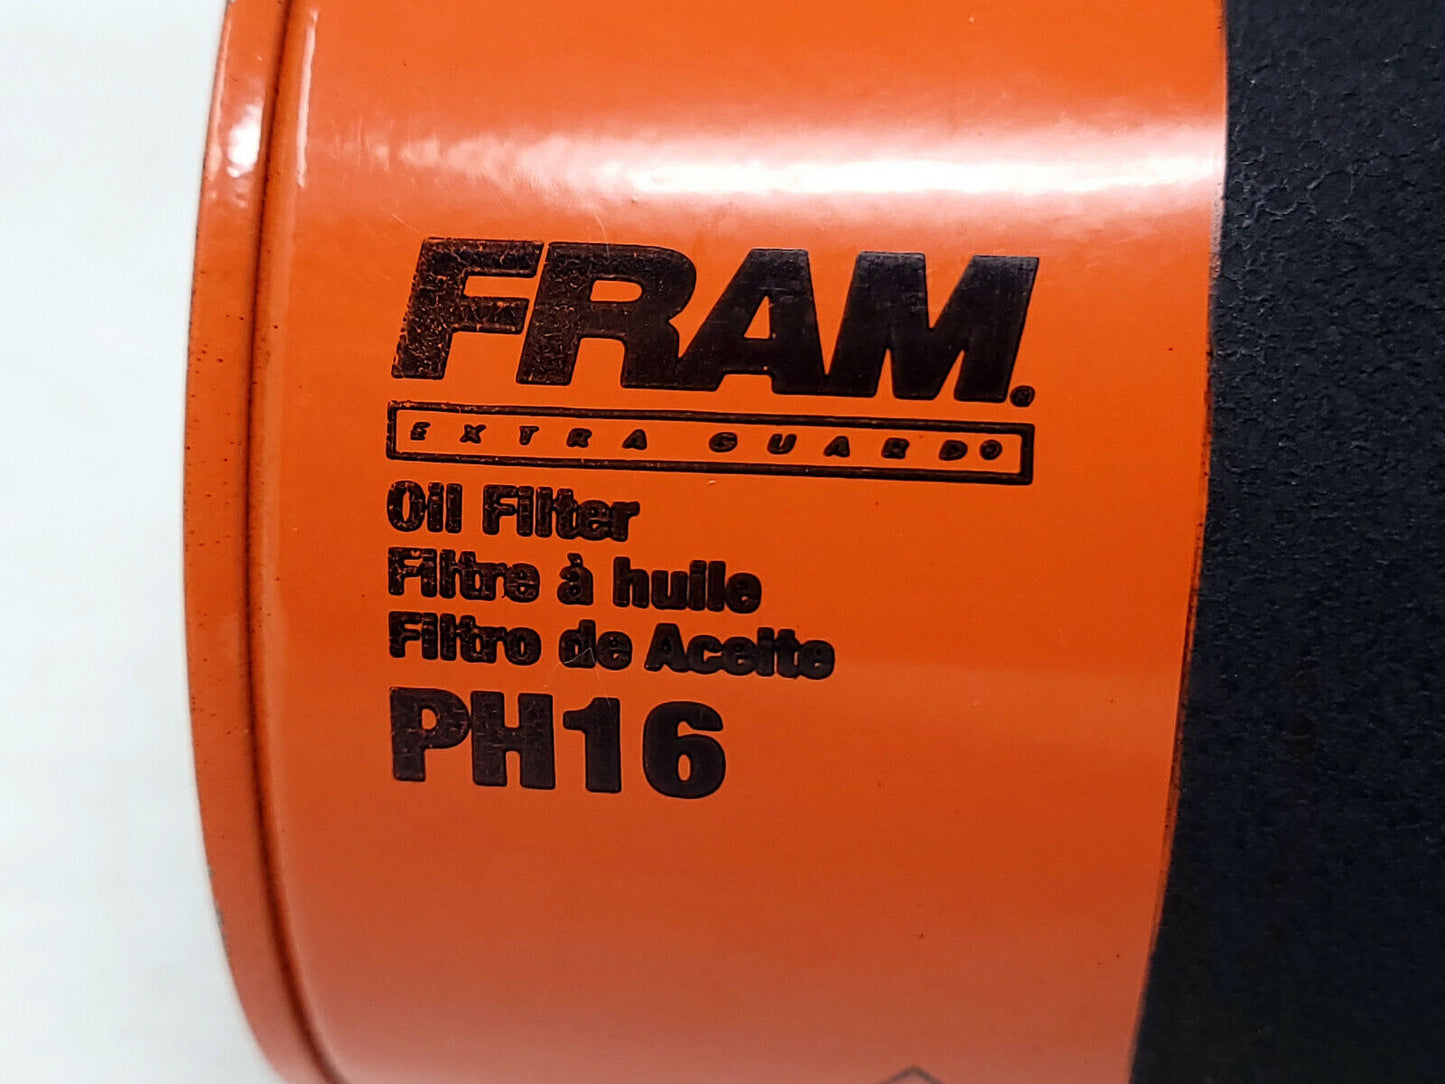 FRAM®
EXTRA GUARD®
Oil Filter
Filtre à huile
Filtro de Aceite
PH16